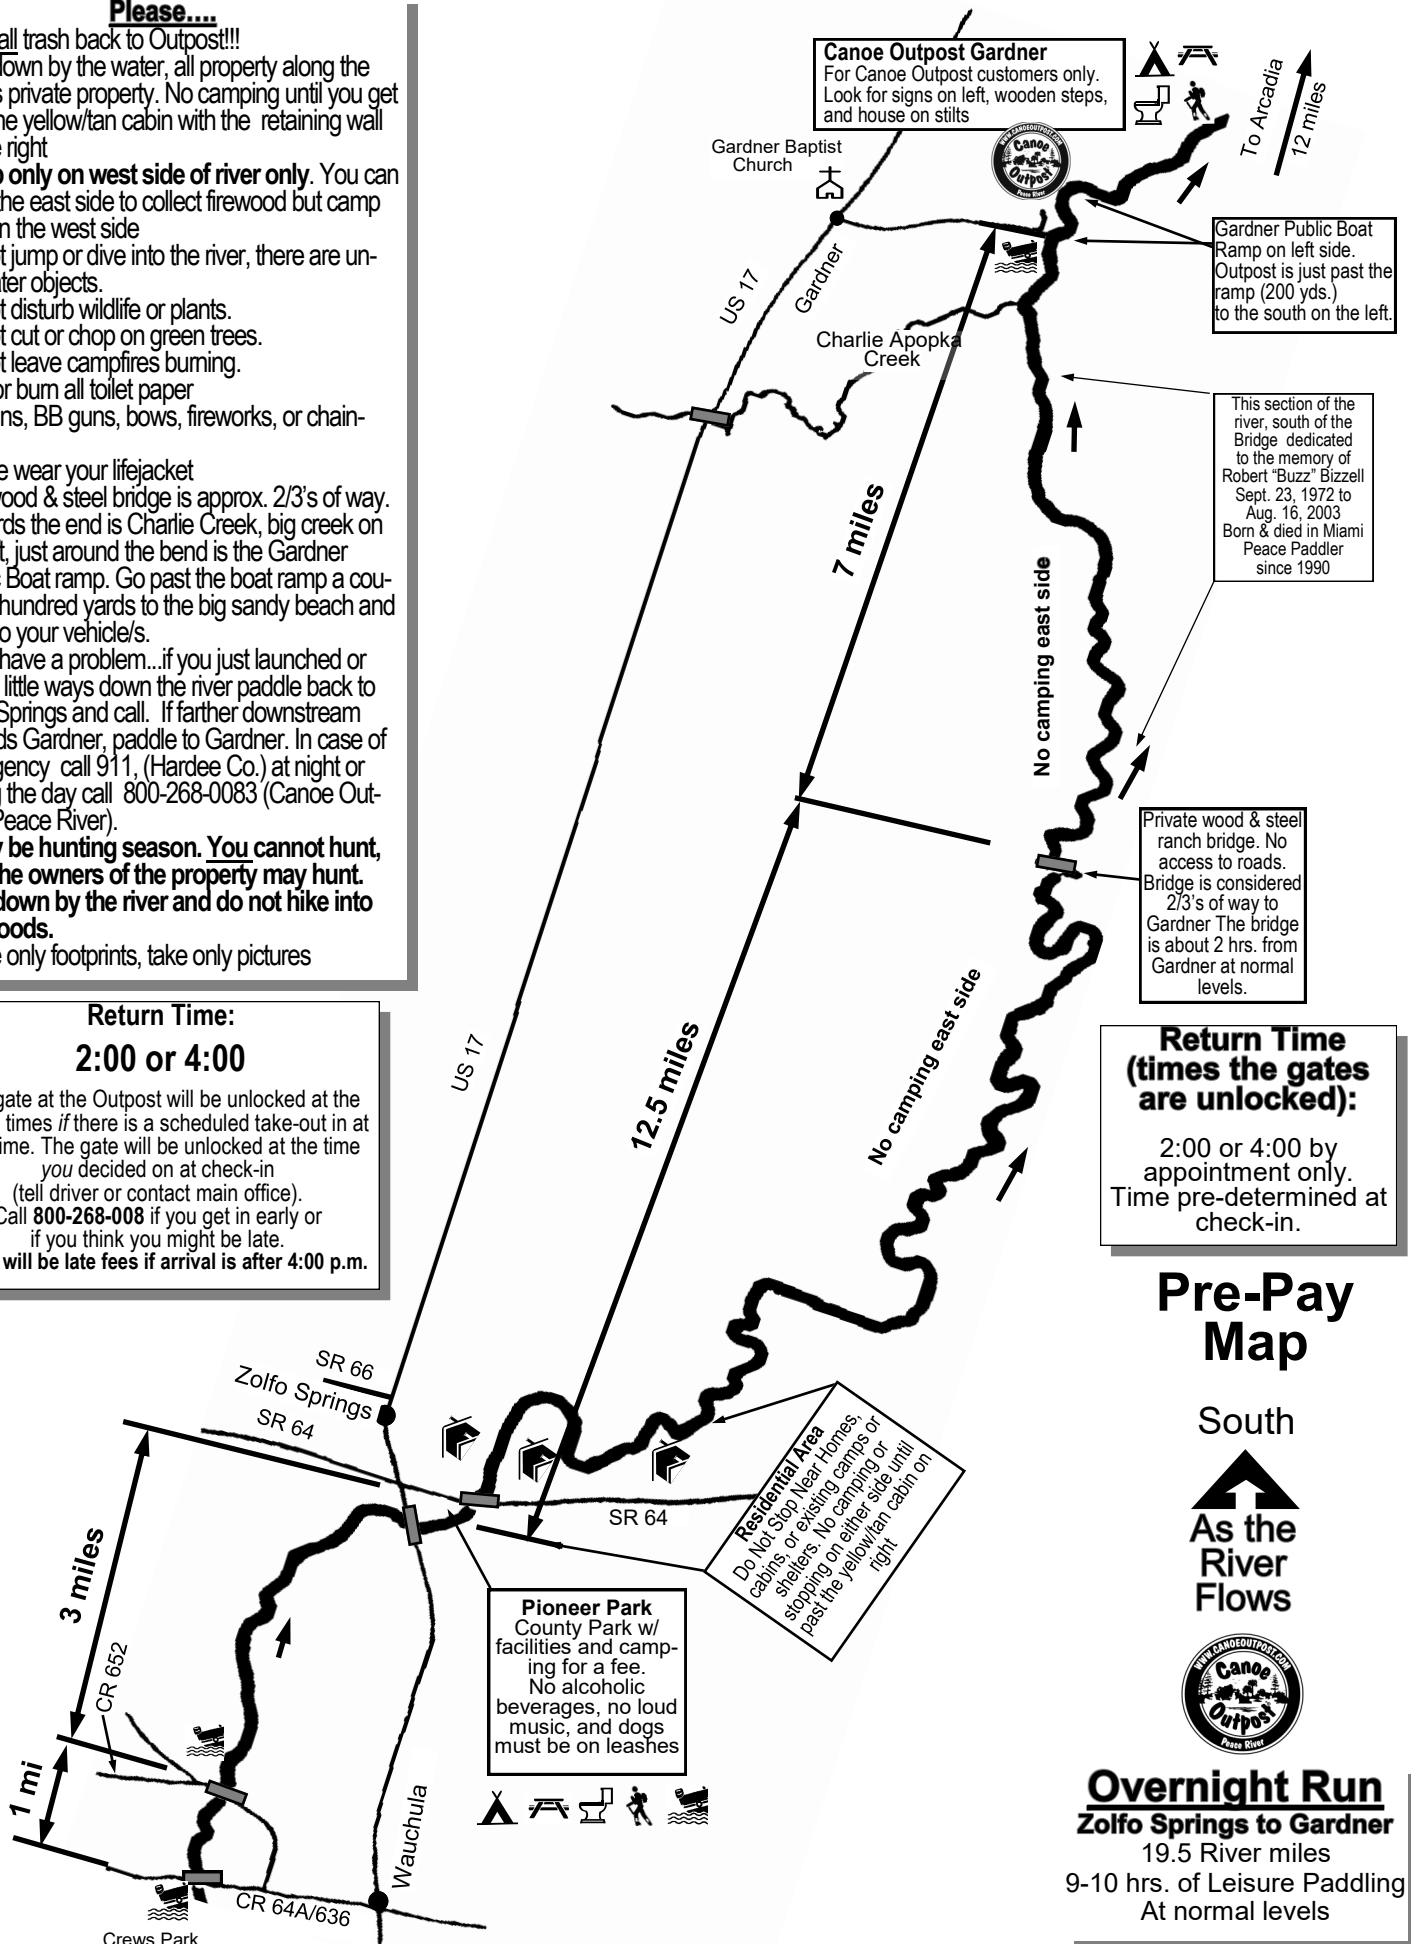 Please....
all trash back to Outpost!!!
down by the water, all property along the
s private property. No camping until you get
he yellow/tan cabin with the retaining wall
e right
p only on west side of river only. You can
the east side to collect firewood but camp
n the west side
t jump or dive into the river, there are un-
ater objects.
t disturb wildlife or plants.
t cut or chop on green trees.
t leave campfires burning.
or burn all toilet paper
ns, BB guns, bows, fireworks, or chain-
e wear your lifejacket
wood & steel bridge is approx. 2/3's of way.
rds the end is Charlie Creek, big creek on
t, just around the bend is the Gardner
c Boat ramp. Go past the boat ramp a cou-
hundred yards to the big sandy beach and
o your vehicle/s.
have a problem...if you just launched or
little ways down the river paddle back to
Springs and call. If farther downstream
ds Gardner, paddle to Gardner. In case of
gency call 911, (Hardee Co.) at night or
g the day call 800-268-0083 (Canoe Out-
Peace River).
y be hunting season. You cannot hunt,
he owners of the property may hunt.
down by the river and do not hike into
oods.
e only footprints, take only pictures
Return Time:
2:00 or 4:00
gate at the Outpost will be unlocked at the
times if there is a scheduled take-out in at
ime. The gate will be unlocked at the time
you decided on at check-in
(tell driver or contact main office).
Call 800-268-008 if you get in early or
if you think you might be late.
will be late fees if arrival is after 4:00 p.m.
Canoe Outpost Gardner
For Canoe Outpost customers only.
Look for signs on left, wooden steps,
and house on stilts
To Arcadia
12 miles
Gardner Baptist
Church
WWW.CANOEOUTPOST.COM
Canoe
Outpost
Peace River
Gardner Public Boat
Ramp on left side.
Outpost is just past the
ramp (200 yds.)
to the south on the left.
US 17
Gardner
Charlie Apopka
Creek
This section of the
river, south of the
Bridge dedicated
to the memory of
Robert “Buzz” Bizzell
Sept. 23, 1972 to
Aug. 16, 2003
Born & died in Miami
Peace Paddler
since 1990
7 miles
No camping east side
Private wood & steel
ranch bridge. No
access to roads.
Bridge is considered
2/3's of way to
Gardner The bridge
is about 2 hrs. from
Gardner at normal
levels.
US 17
12.5 miles
No camping east side
Return Time
(times the gates
are unlocked):
2:00 or 4:00 by
appointment only.
Time pre-determined at
check-in.
Pre-Pay
Map
South
As the
River
Flows
SR 66
Zolfo Springs
SR 64
SR 64
Residential Area
Do Not Stop Near Homes,
cabins, or existing camps or
shelters. No camping or
stopping on either side until
past the yellow/tan cabin on
right
3 miles
CR 652
1 mi
Pioneer Park
County Park w/
facilities and camp-
ing for a fee.
No alcoholic
beverages, no loud
music, and dogs
must be on leashes
Wauchula
CR 64A/636
Crews Park
WWW.CANOEOUTPOST.COM
Canoe
Outpost
Peace River
Overnight Run
Zolfo Springs to Gardner
19.5 River miles
9-10 hrs. of Leisure Paddling
At normal levels